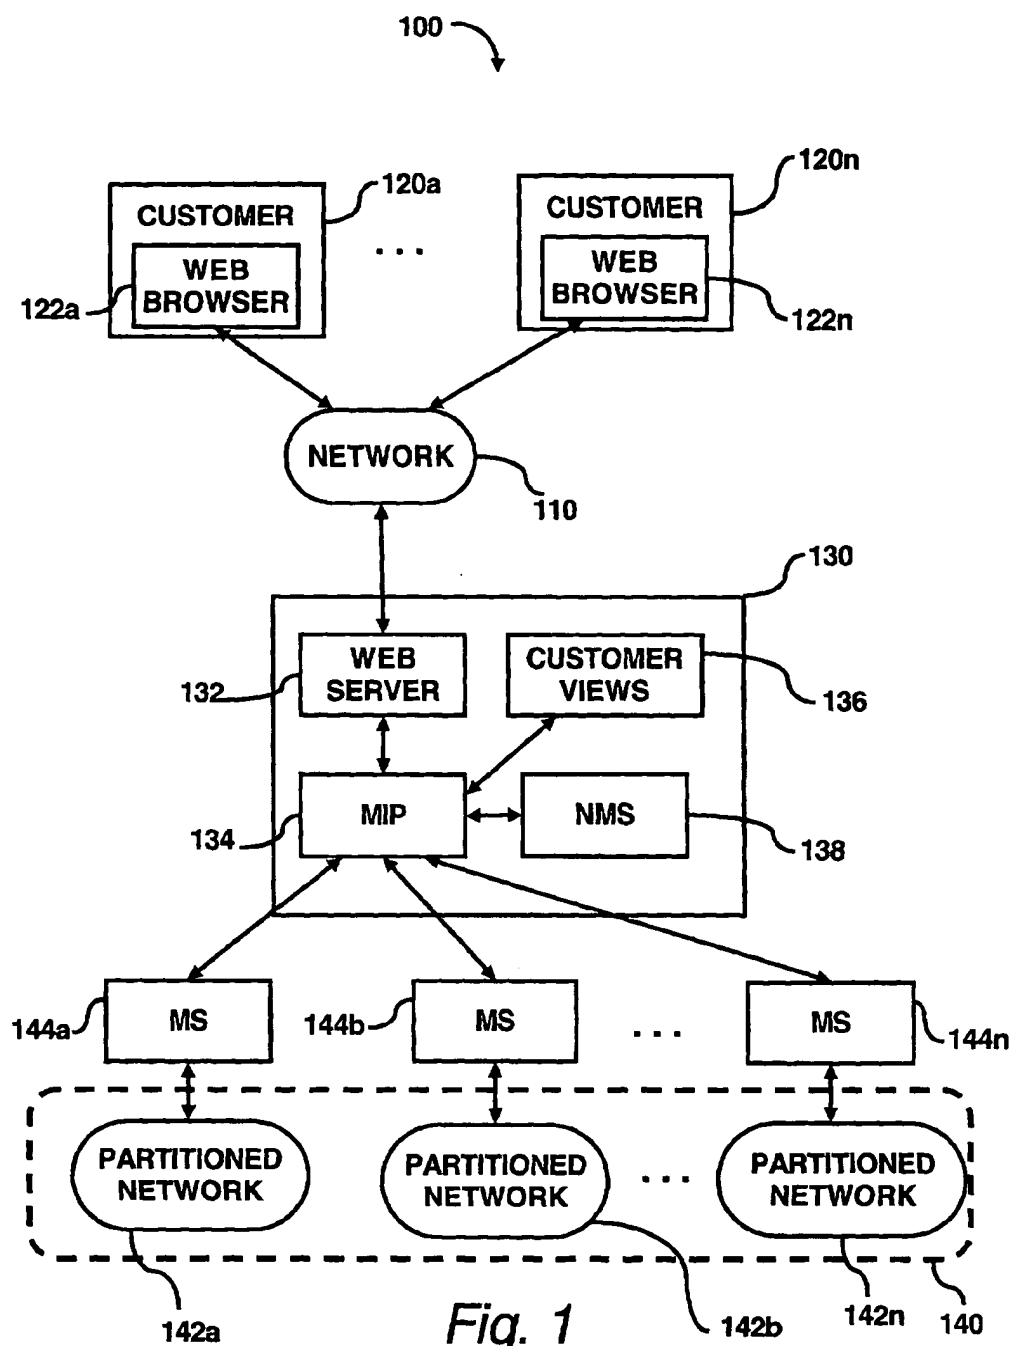 100
120a
120n
CUSTOMER
CUSTOMER
. . .
WEB
BROWSER
WEB
BROWSER
122a
122n
NETWORK
110
130
WEB
SERVER
CUSTOMER
VIEWS
132
136
MIP
NMS
134
138
MS
MS
. . .
MS
144a
144b
144n
PARTITIONED
NETWORK
PARTITIONED
NETWORK
. . .
PARTITIONED
NETWORK
142a
142b
142n
140
Fig. 1